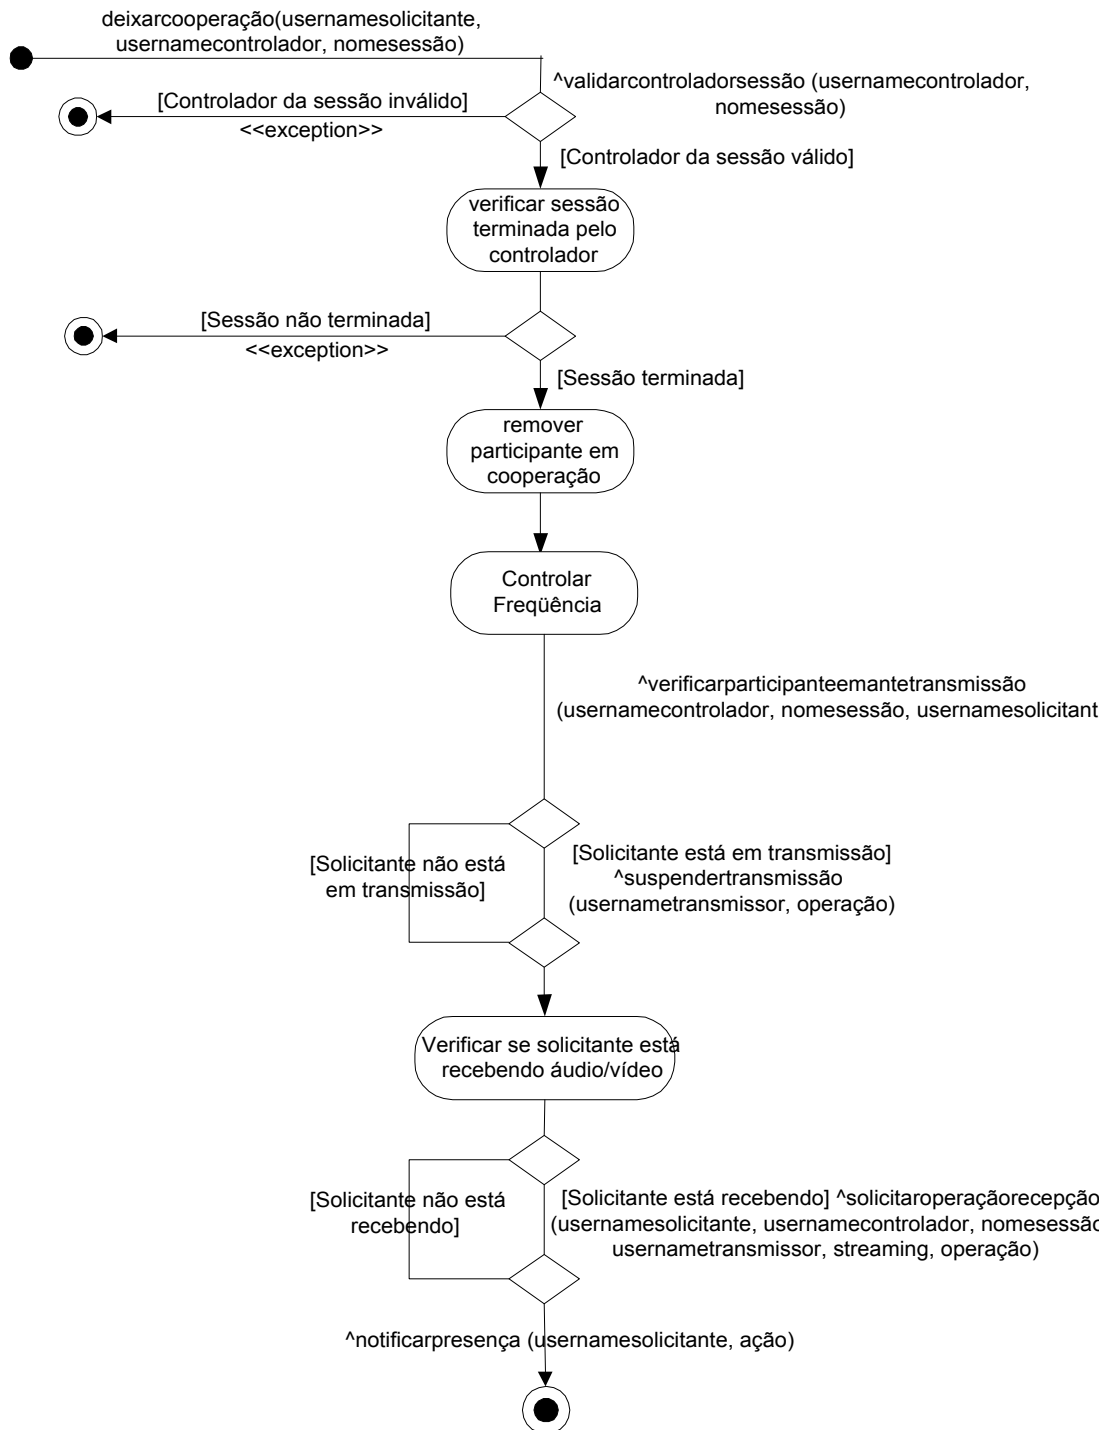 deixarcooperação(usernamesolicitante,
usernamecontrolador, nomesessão)
^validarcontroladorsessão (usernamecontrolador,
nomesessão)
[Controlador da sessão inválido]
<<exception>>
[Controlador da sessão válido]
verificar sessão
terminada pelo
controlador
[Sessão não terminada]
<<exception>>
[Sessão terminada]
remover
participante em
cooperação
Controlar
Freqüência
^verificarparticipanteemantetransmissão
(usernamecontrolador, nomesessão, usernamesolicitant
[Solicitante não está
em transmissão]
[Solicitante está em transmissão]
^suspendertransmissão
(usernametransmissor, operação)
Verificar se solicitante está
recebendo áudio/vídeo
[Solicitante não está
recebendo]
[Solicitante está recebendo] ^solicitaroperaçãorecepção
(usernamesolicitante, usernamecontrolador, nomesessão
usernametransmissor, streaming, operação)
^notificarpresença (usernamesolicitante, ação)